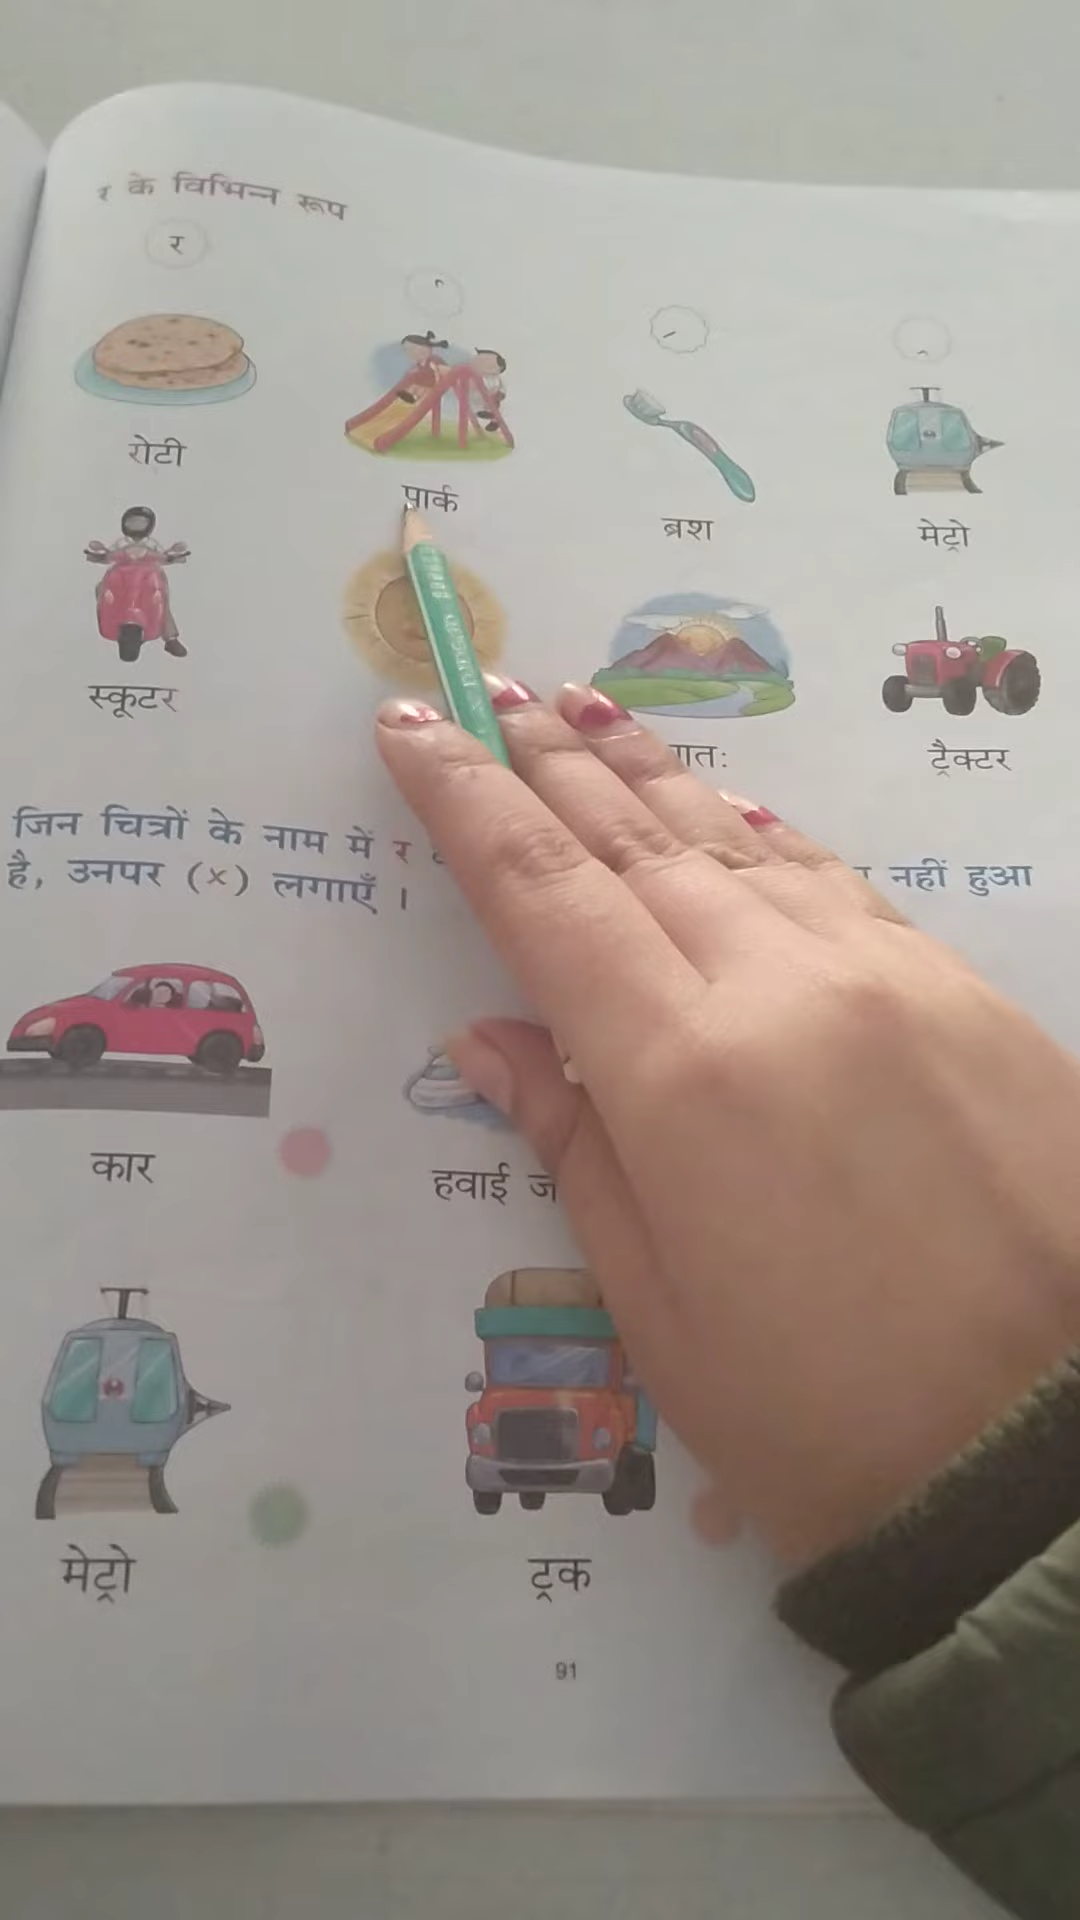 र के विभिन्न रूप
र
रोटी
पार्क
ब्रश
मेट्रो
स्कूटर
ट्रैक्टर
जिन चित्रों के नाम में र
नहीं हुआ
है, उनपर (×) लगाएँ ।
कार
हवाई
मेट्रो
ट्रक
91